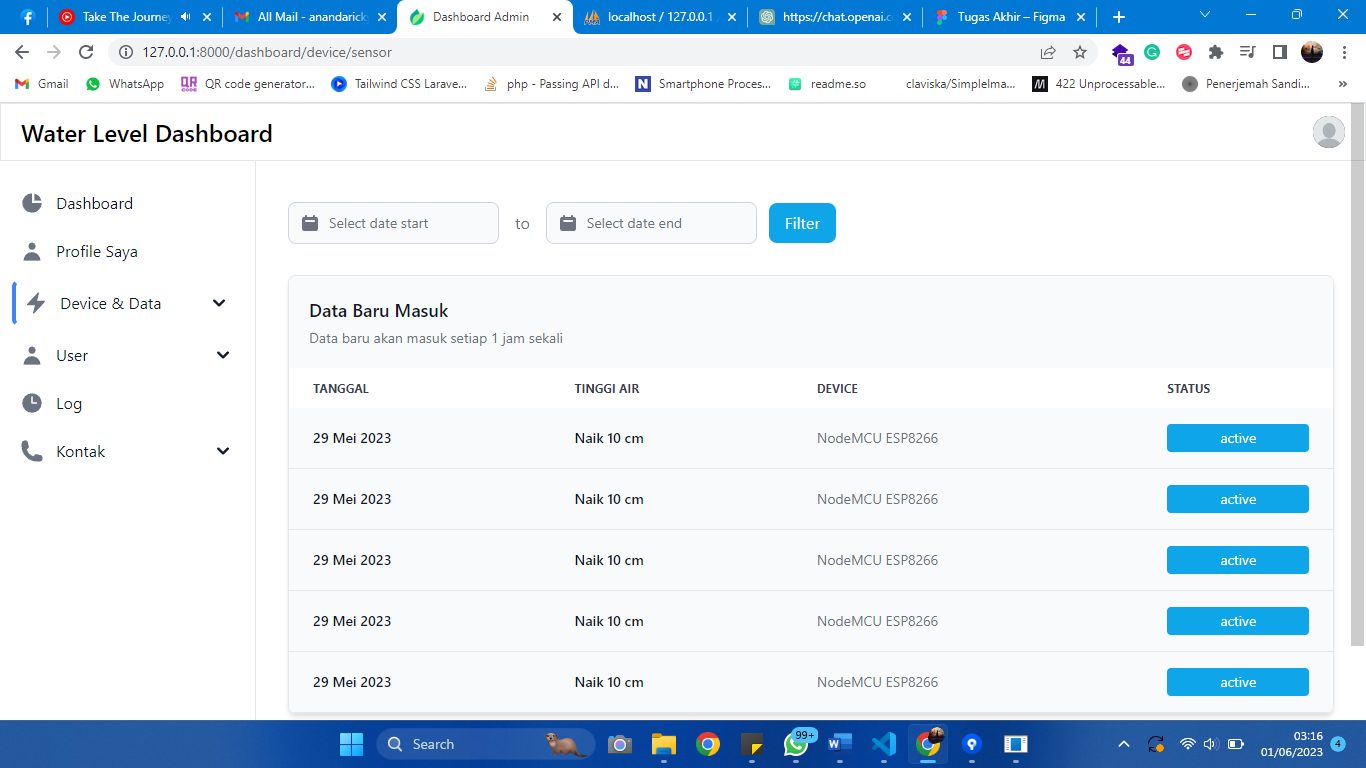 Take The Journey
All Mail - anandarick
Dashboard Admin
localhost / 127.0.0.1
https://chat.openai.c
Tugas Akhir – Figma
127.0.0.1:8000/dashboard/device/sensor
44
Gmail
WhatsApp
QR code generator...
Tailwind CSS Larave...
php - Passing API d...
Smartphone Proces...
readme.so
claviska/SimpleIma...
422 Unprocessable...
Penerjemah Sandi...
Water Level Dashboard
Dashboard
Profile Saya
Device & Data
User
Log
Kontak
Select date start
to
Select date end
Filter
Data Baru Masuk
Data baru akan masuk setiap 1 jam sekali
TANGGAL TINGGI AIR DEVICE STATUS
29 Mei 2023 Naik 10 cm NodeMCU ESP8266 active
29 Mei 2023 Naik 10 cm NodeMCU ESP8266 active
29 Mei 2023 Naik 10 cm NodeMCU ESP8266 active
29 Mei 2023 Naik 10 cm NodeMCU ESP8266 active
29 Mei 2023 Naik 10 cm NodeMCU ESP8266 active
Search
99+
03:16
01/06/2023
4